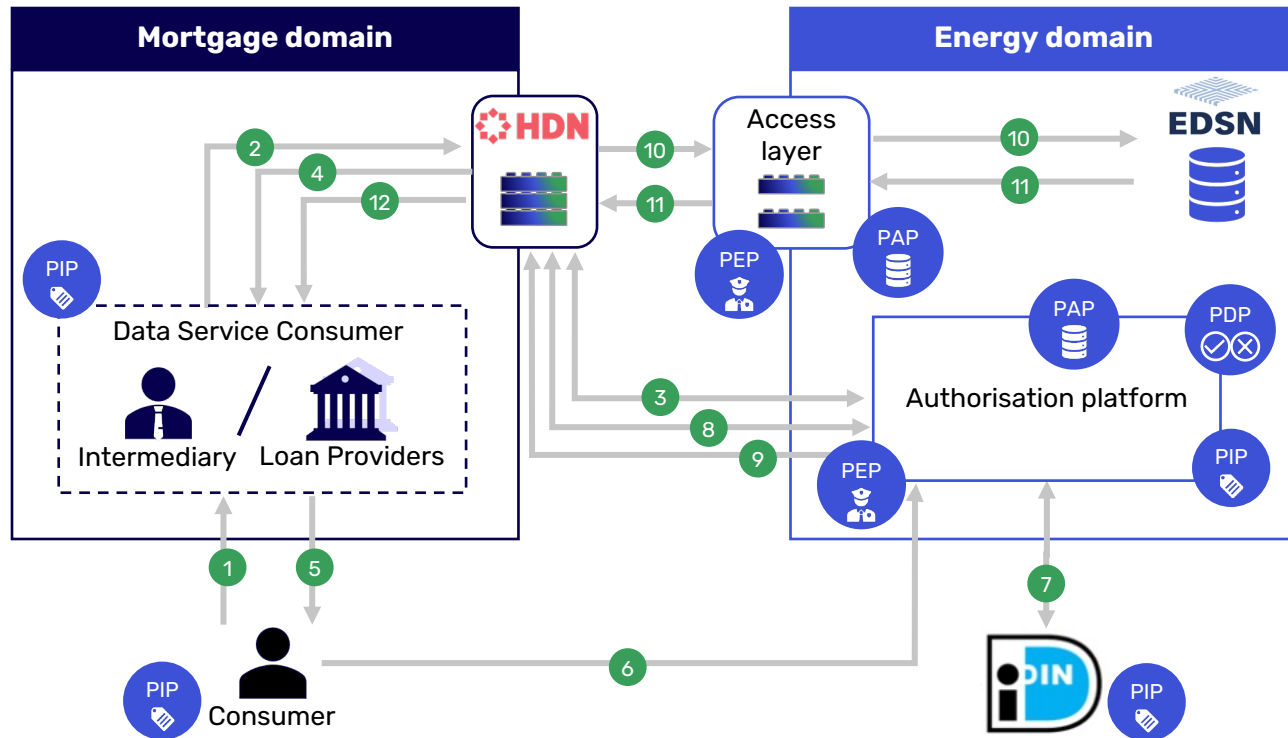 Mortgage domain
Energy domain
HDN
Access
layer
EDSN
2
4
12
10
11
10
11
PEP
PAP
PIP
Data Service Consumer
Intermediary
Loan Providers
PAP
PDP
Authorisation platform
3
8
9
PEP
PIP
1
5
7
6
PIP
Consumer
iDIN
PIP